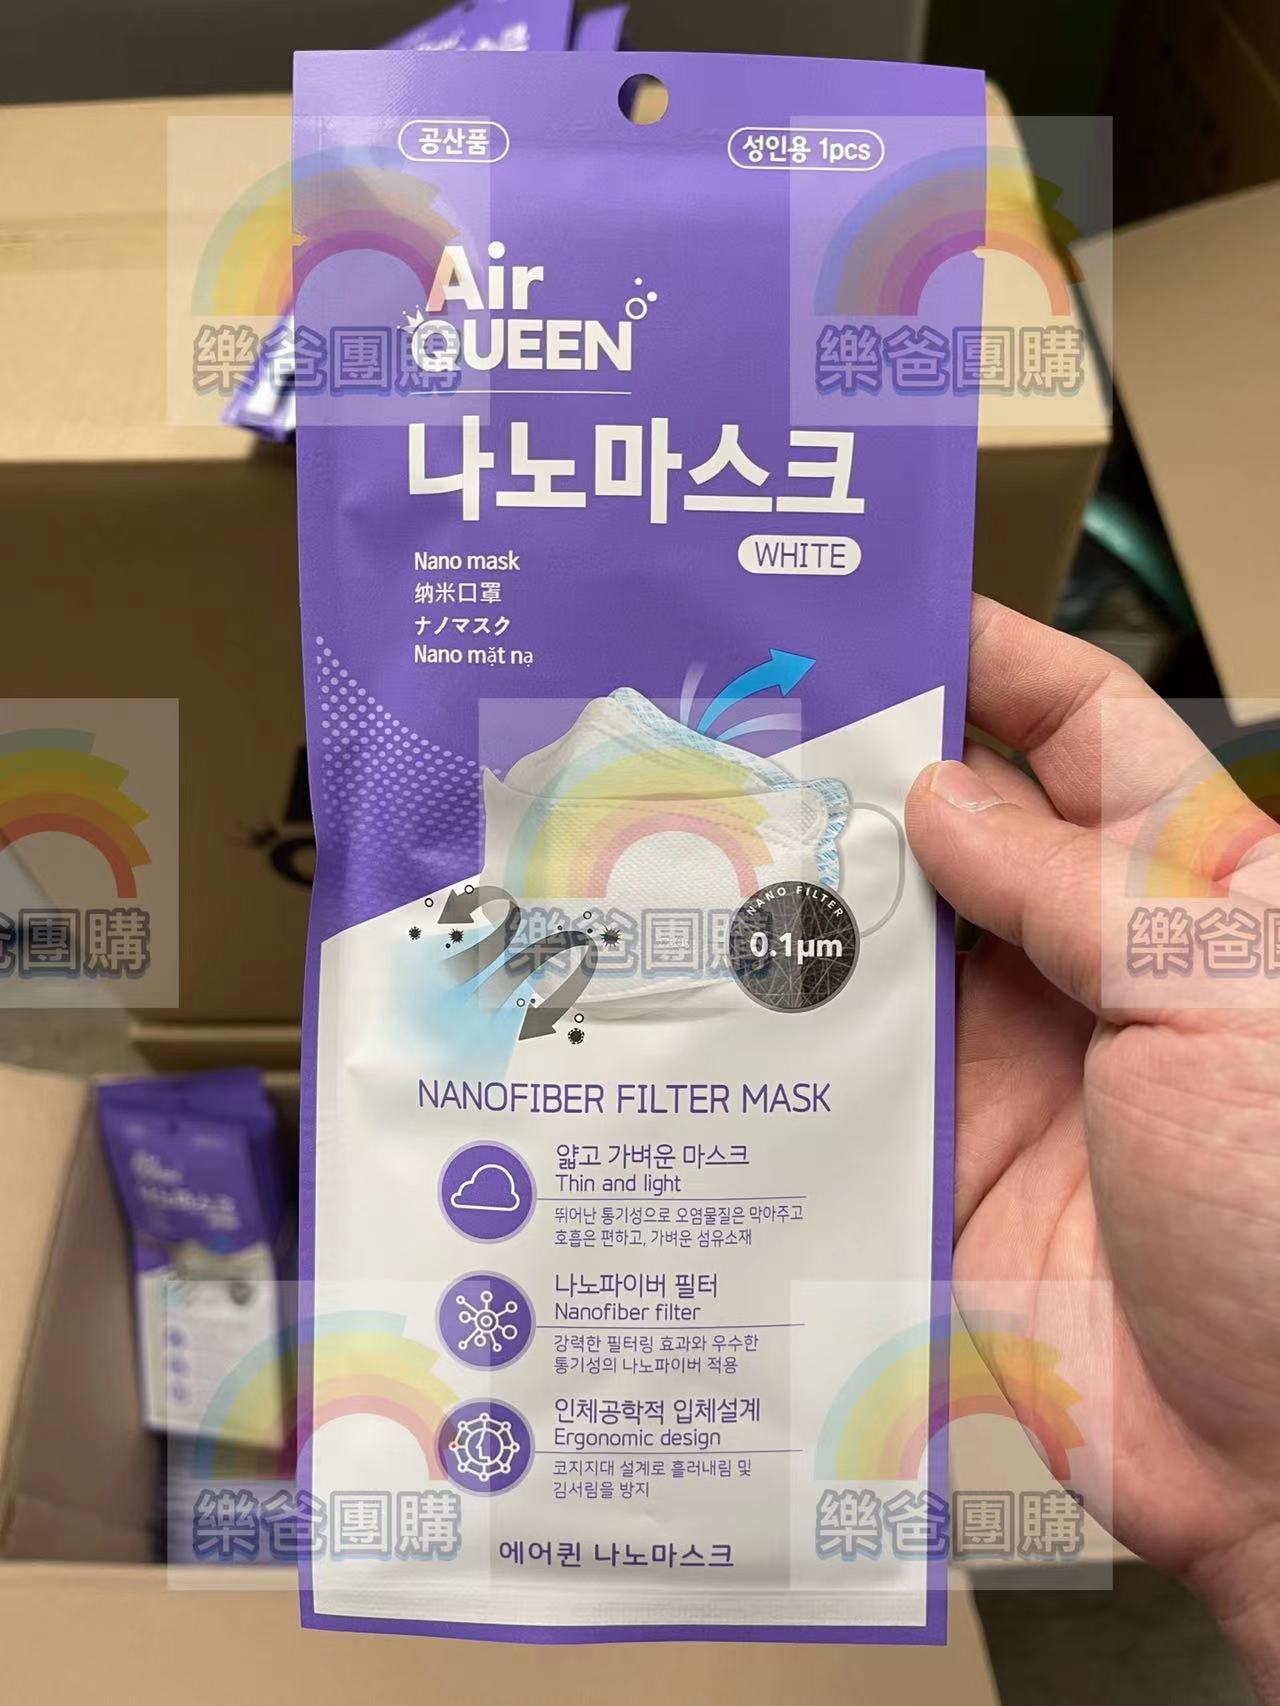 공산품
성인용 1pcs
Air
QUEEN
나노마스크
WHITE
Nano mask
纳米口罩
ナノマスク
Nano mặt nạ
NANO FILTER
0.1μm
NANOFIBER FILTER MASK
얇고 가벼운 마스크
Thin and light
뛰어난 통기성으로 오염물질은 막아주고
호흡은 편하고, 가벼운 섬유소재
나노파이버 필터
Nanofiber filter
강력한 필터링 효과와 우수한
통기성의 나노파이버 적용
인체공학적 입체설계
Ergonomic design
코지지대 설계로 흘러내림 및
김서림을 방지
에어퀸 나노마스크
樂爸團購
樂爸團購
爸團購
樂爸團購
樂爸團
樂爸團購
樂爸團購